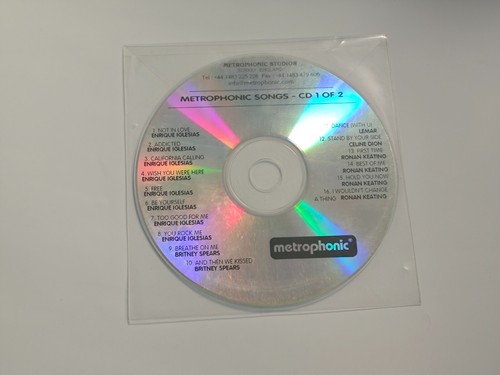 METROPHONIC STUDIOS
SURREY ENGLAND
METROPHONIC SONGS - CD 1 OF 2
1. NOT IN LOVE
ENRIQUE IGLESIAS
2. ADDICTED
ENRIQUE IGLESIAS
3. CALIFORNIA CALLING
ENRIQUE IGLESIAS
4. WISH YOU WERE HERE
ENRIQUE IGLESIAS
5. FREE
ENRIQUE IGLESIAS
6. BE YOURSELF
ENRIQUE IGLESIAS
7. TOO GOOD FOR ME
ENRIQUE IGLESIAS
8. YOU ROCK ME
ENRIQUE IGLESIAS
9. BREATHE ON ME
BRITNEY SPEARS
10. AND THEN WE KISSED
BRITNEY SPEARS
DANCE (WITH U)
LEMAR
12. STAND BY YOUR SIDE
CELINE DION
13. FIRST TIME
RONAN KEATING
14. BEST OF ME
RONAN KEATING
15. HOLD YOU NOW
RONAN KEATING
16. I WOULDN'T CHANGE
A THING RONAN KEATING
metrophonic